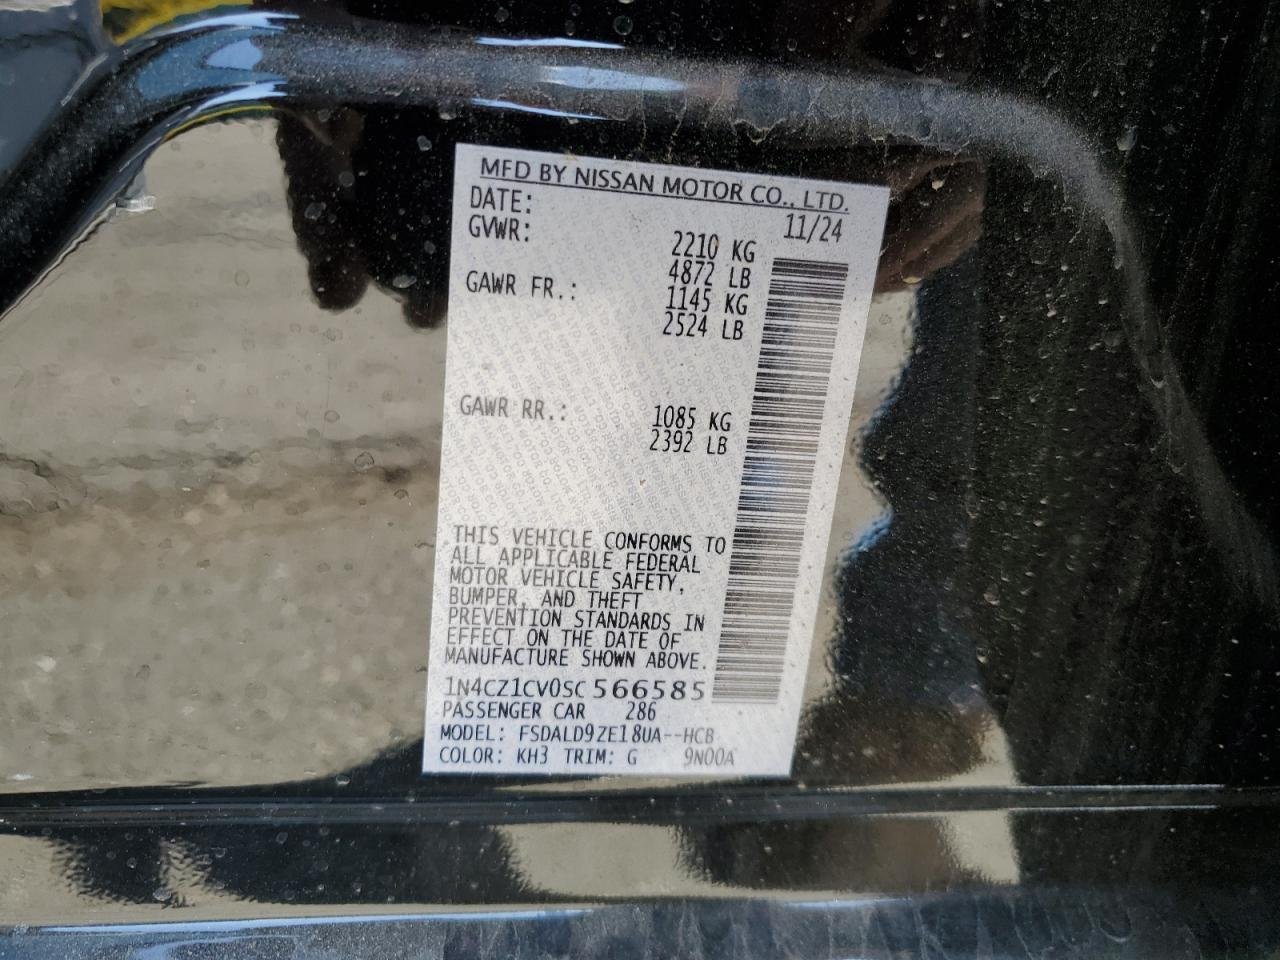 MFD BY NISSAN MOTOR CO., LTD.
DATE: 11/24
GVWR: 2210 KG
4872 LB
GAWR FR.: 1145 KG
2524 LB
GAWR RR.: 1085 KG
2392 LB
THIS VEHICLE CONFORMS TO
ALL APPLICABLE FEDERAL
MOTOR VEHICLE SAFETY,
BUMPER, AND THEFT
PREVENTION STANDARDS IN
EFFECT ON THE DATE OF
MANUFACTURE SHOWN ABOVE.
1N4CZ1CV0SC566585
PASSENGER CAR 286
MODEL: FSDALD9ZE18UA--HCB
COLOR: KH3 TRIM: G 9N00A